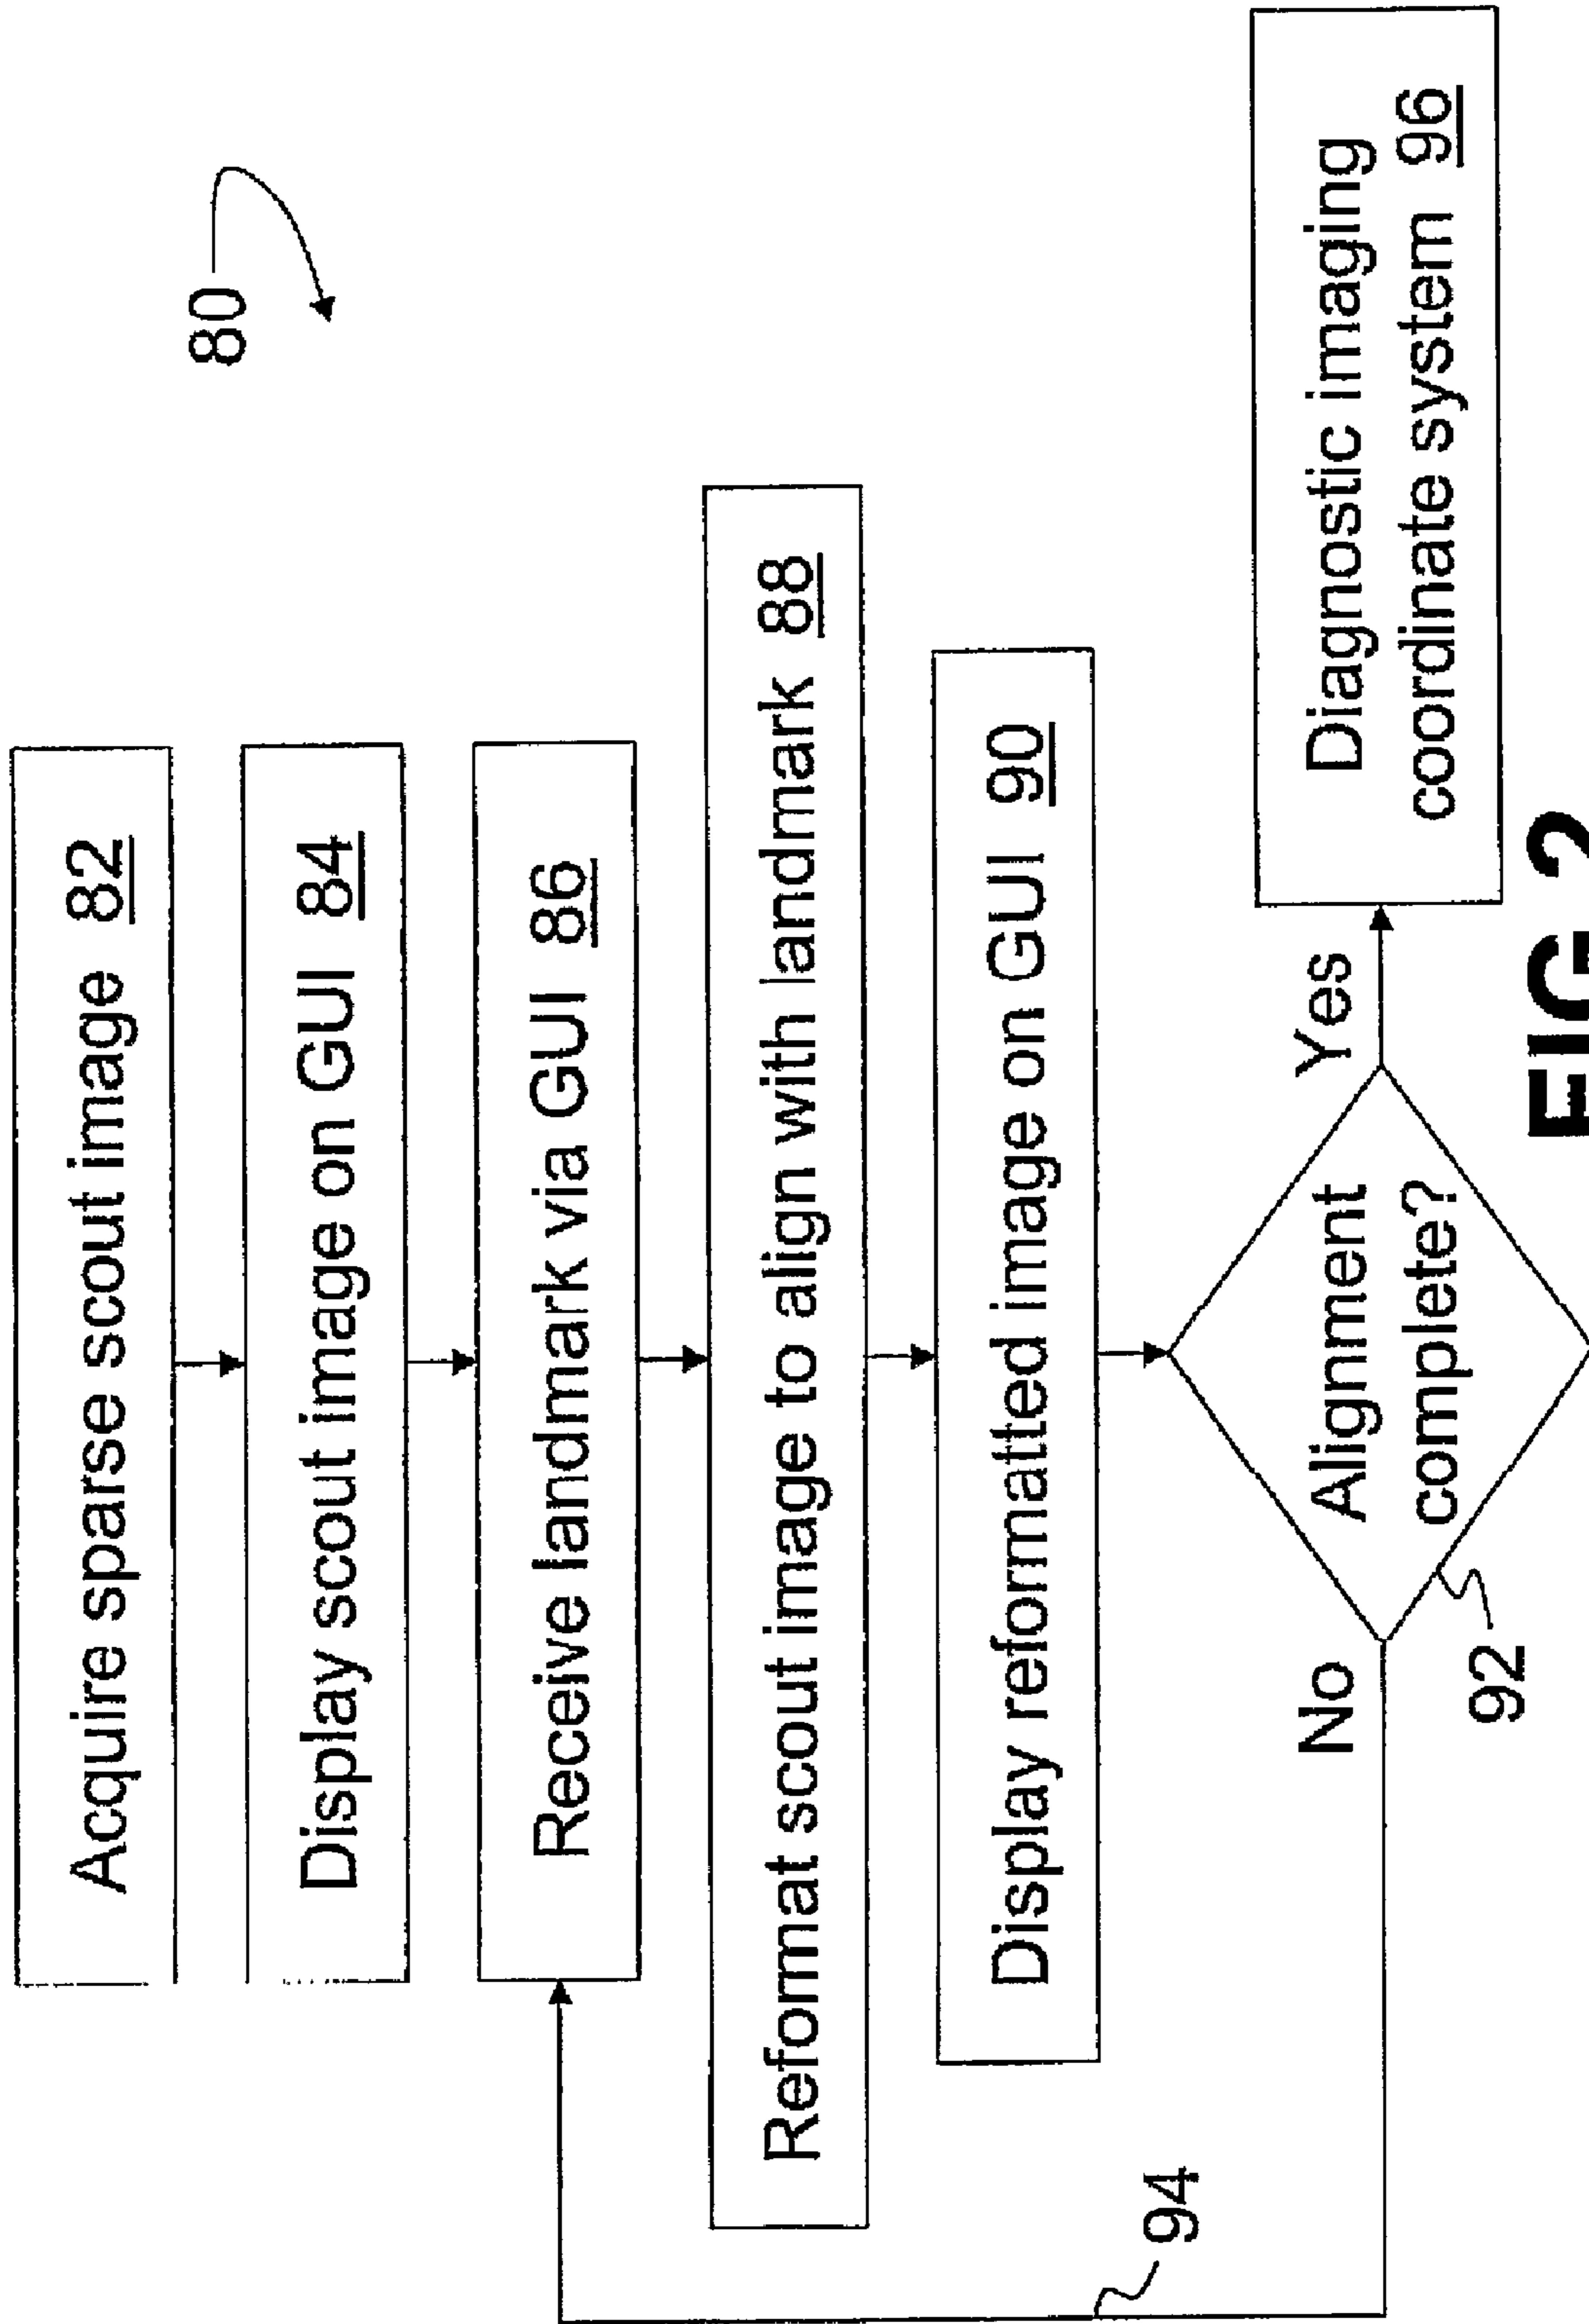 80
Acquire sparse scout image 82
Display scout image on GUI 84
Receive landmark via GUI 86
Reformat scout image to align with landmark 88
Display reformatted image on GUI 90
Alignment
complete?
No
Yes
92
94
Diagnostic imaging
coordinate system 96
FIG 2